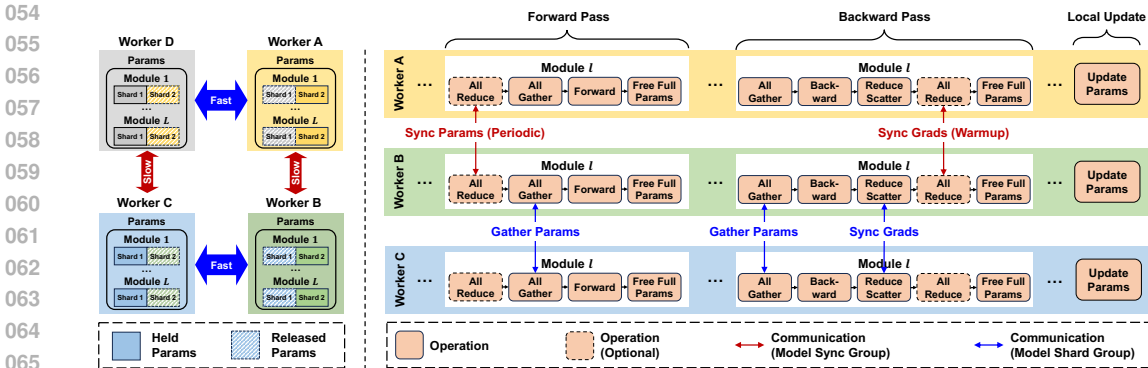 054
055
056
057
058
059
060
061
062
063
064
065
Worker D
Params
Module 1
Shard 1 Shard 2
...
Module L
Shard 1 Shard 2
Fast
Worker A
Params
Module 1
Shard 1 Shard 2
...
Module L
Shard 1 Shard 2
Slow
Slow
Worker C
Params
Module 1
Shard 1 Shard 2
...
Module L
Shard 1 Shard 2
Fast
Worker B
Params
Module 1
Shard 1 Shard 2
...
Module L
Shard 1 Shard 2
Held
Params
Released
Params
Forward Pass
Backward Pass
Local Update
Worker A
...
Module l
All
Reduce
All
Gather
Forward
Free Full
Params
...
Module l
All
Gather
Back-
ward
Reduce
Scatter
All
Reduce
Free Full
Params
...
Update
Params
Sync Params (Periodic)
Sync Grads (Warmup)
Worker B
...
Module l
All
Reduce
All
Gather
Forward
Free Full
Params
...
Module l
All
Gather
Back-
ward
Reduce
Scatter
All
Reduce
Free Full
Params
...
Update
Params
Gather Params
Gather Params
Sync Grads
Worker C
...
Module l
All
Reduce
All
Gather
Forward
Free Full
Params
...
Module l
All
Gather
Back-
ward
Reduce
Scatter
All
Reduce
Free Full
Params
...
Update
Params
Operation
Operation
(Optional)
Communication
(Model Sync Group)
Communication
(Model Shard Group)